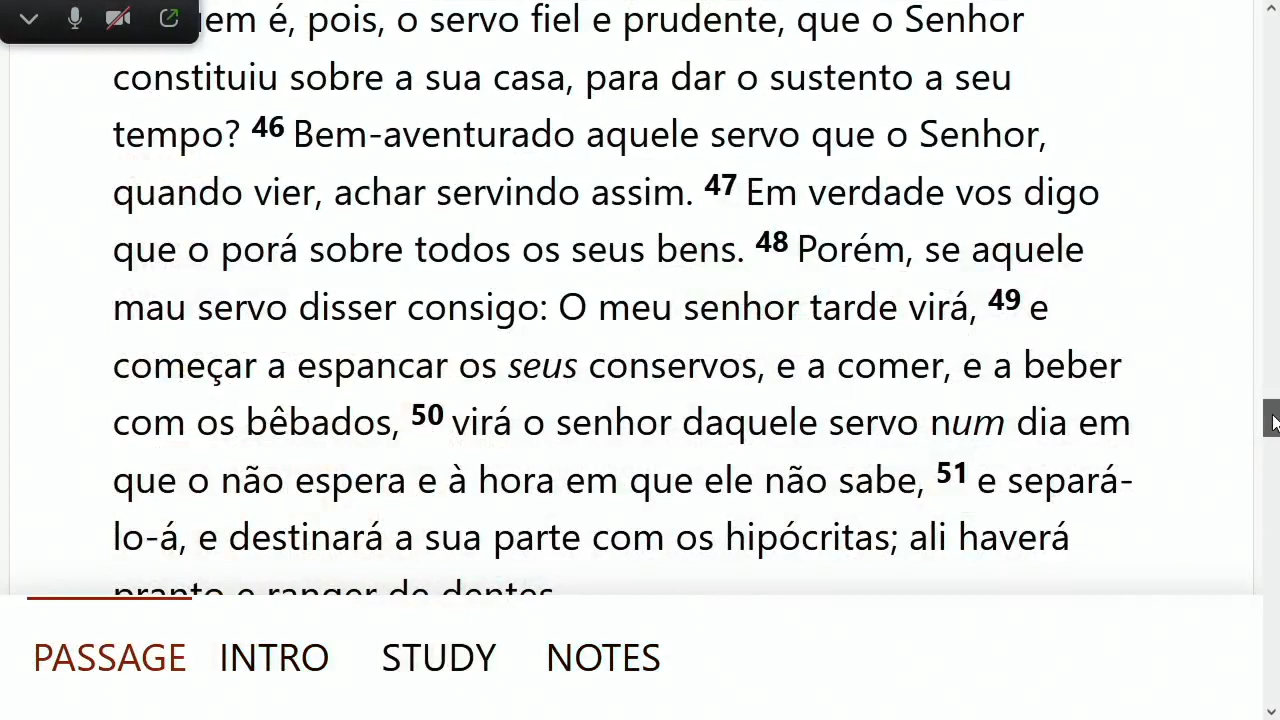 é, pois, o servo fiel e prudente, que o Senhor
constituiu sobre a sua casa, para dar o sustento a seu
tempo? 46 Bem-aventurado aquele servo que o Senhor,
quando vier, achar servindo assim. 47 Em verdade vos digo
que o porá sobre todos os seus bens. 48 Porém, se aquele
mau servo disser consigo: O meu senhor tarde virá, 49 e
começar a espancar os seus conservos, e a comer, e a beber
com os bêbados, 50 virá o senhor daquele servo num dia em
que o não espera e à hora em que ele não sabe, 51 e separá-
lo-á, e destinará a sua parte com os hipócritas; ali haverá
pranto e ranger de dentes.
PASSAGE INTRO STUDY NOTES